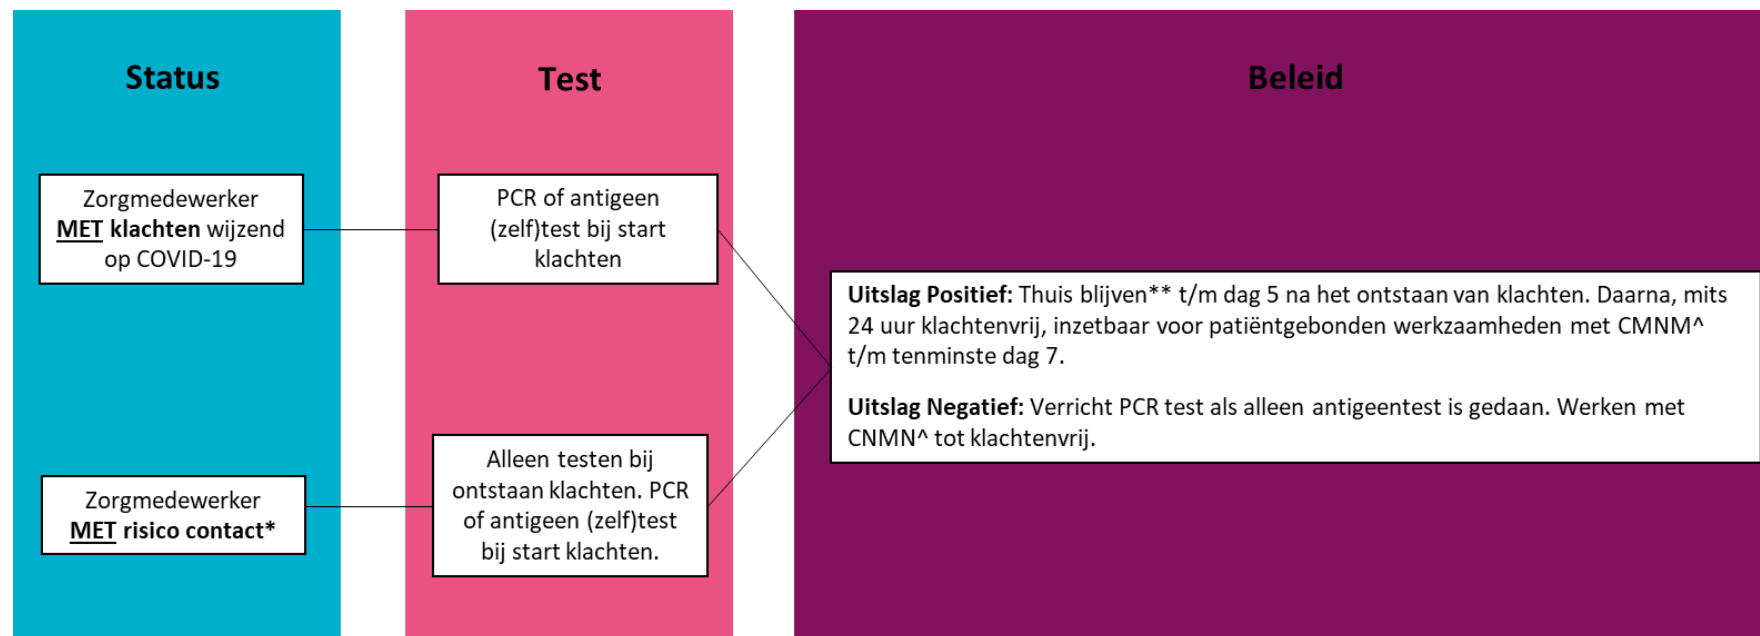 Status
Test
Beleid
Zorgmedewerker
MET klachten wijzend
op COVID-19
PCR of antigeen
(zelf)test bij start
klachten
Uitslag Positief: Thuis blijven** t/m dag 5 na het ontstaan van klachten. Daarna, mits
24 uur klachtenvrij, inzetbaar voor patiëntgebonden werkzaamheden met CMNM^
t/m tenminste dag 7.
Uitslag Negatief: Verricht PCR test als alleen antigeentest is gedaan. Werken met
CNMN^ tot klachtenvrij.
Zorgmedewerker
MET risico contact*
Alleen testen bij
ontstaan klachten. PCR
of antigeen (zelf)test
bij start klachten.